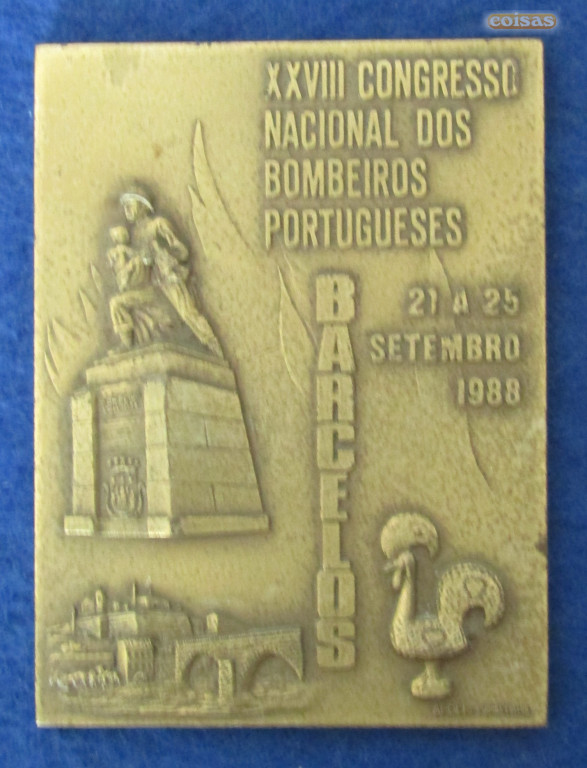 coisas
XXVIII CONGRESSO
NACIONAL DOS
BOMBEIROS
PORTUGUESES
BARCELOS
21 A 25
SETEMBRO
1988